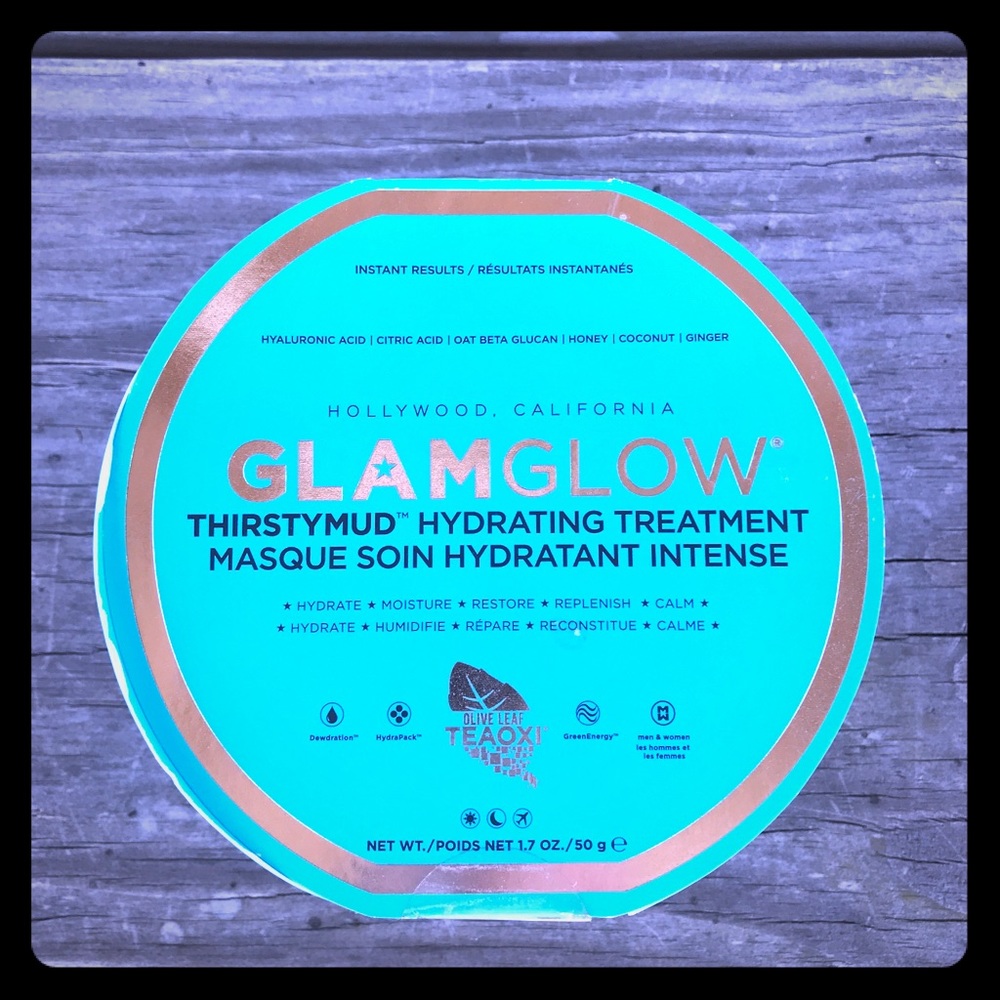 INSTANT RESULTS / RÉSULTATS INSTANTANÉS
HYALURONIC ACID | CITRIC ACID | OAT BETA GLUCAN | HONEY | COCONUT | GINGER
HOLLYWOOD, CALIFORNIA
GLAMGLOW®
THIRSTYMUD™ HYDRATING TREATMENT
MASQUE SOIN HYDRATANT INTENSE
★ HYDRATE ★ MOISTURE ★ RESTORE ★ REPLENISH ★ CALM ★
★ HYDRATE ★ HUMIDIFIE ★ RÉPARE ★ RECONSTITUE ★ CALME ★
OLIVE LEAF
TEAOXI
Dewdration™ HydraPack™ GreenEnergy™ men & women
les hommes et
les femmes
NET WT./POIDS NET 1.7 OZ./50 g ℮